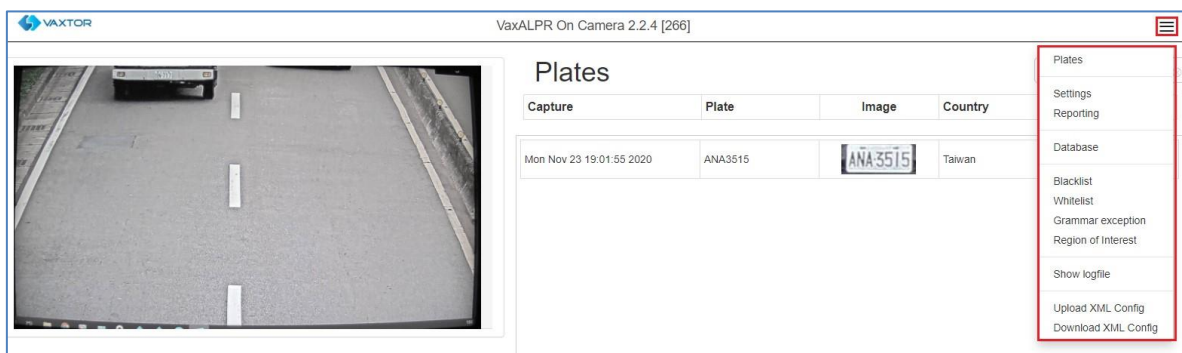 VAXTOR
VaxALPR On Camera 2.2.4 [266]
Plates
Capture Plate Image Country
Mon Nov 23 19:01:55 2020 ANA3515 ANA·3515 Taiwan
Plates
Settings
Reporting
Database
Blacklist
Whitelist
Grammar exception
Region of Interest
Show logfile
Upload XML Config
Download XML Config